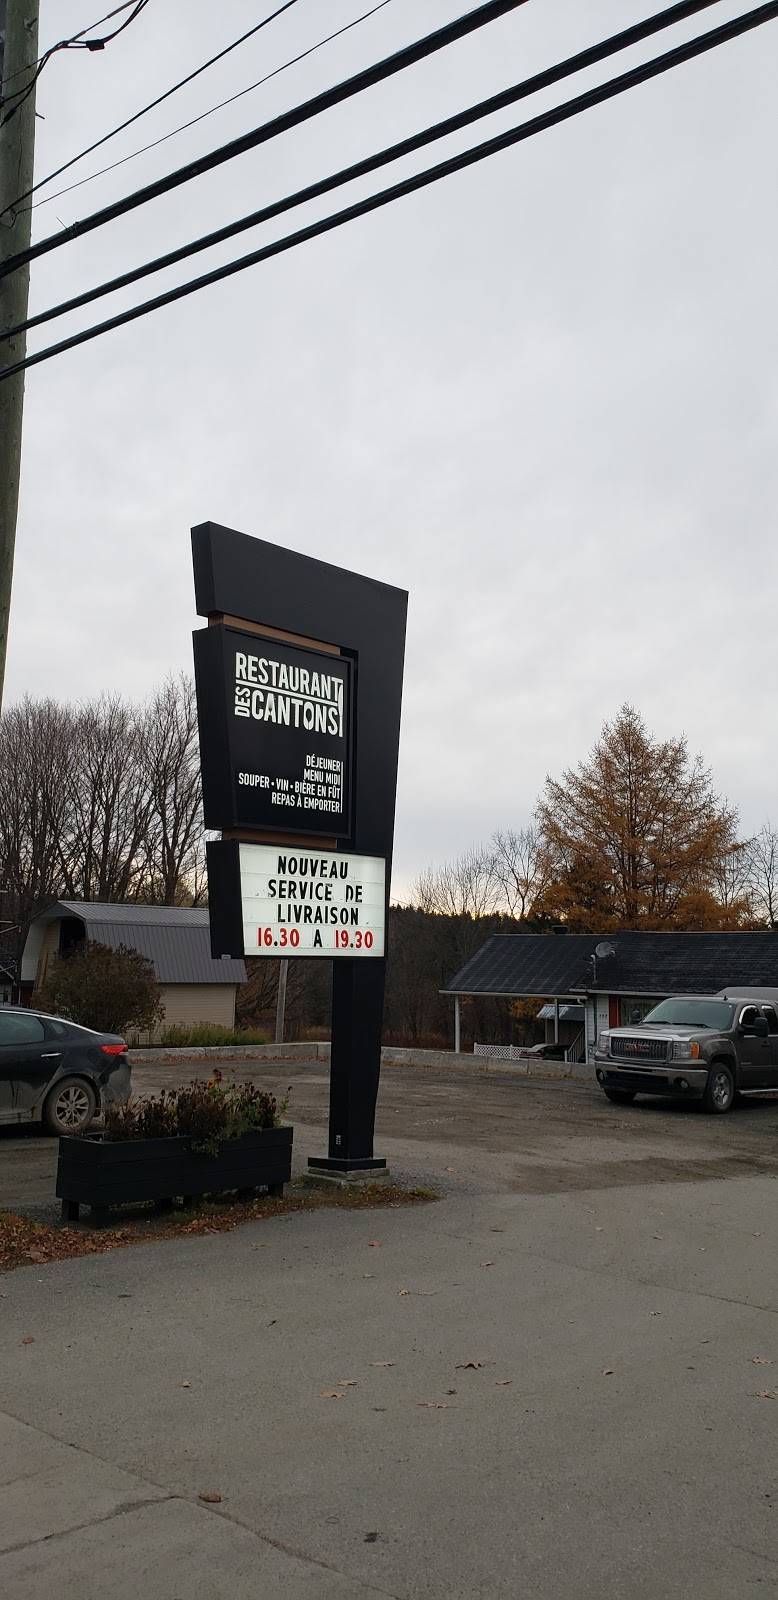 RESTAURANT
DES CANTONS
DÉJEUNER
MENU MIDI
SOUPER • VIN • BIÈRE EN FÛT
REPAS À EMPORTER
NOUVEAU
SERVICE DE
LIVRAISON
16.30 A 19.30